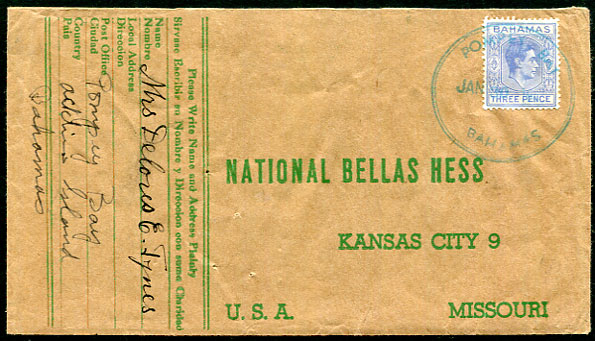 Please Write Name and Address Plainly
Sirvase Escribir su Nombre y Direccion con suma Claridad
Name
Nombre Mrs Delores E. Tynes
Local Address
Direccion
Post Office
Ciudad Pompey Bay
Country acklins Island
Pais Bahamas
BAHAMAS
THREE PENCE
JAN
BAHAMAS
NATIONAL BELLAS HESS
KANSAS CITY 9
U. S. A. MISSOURI